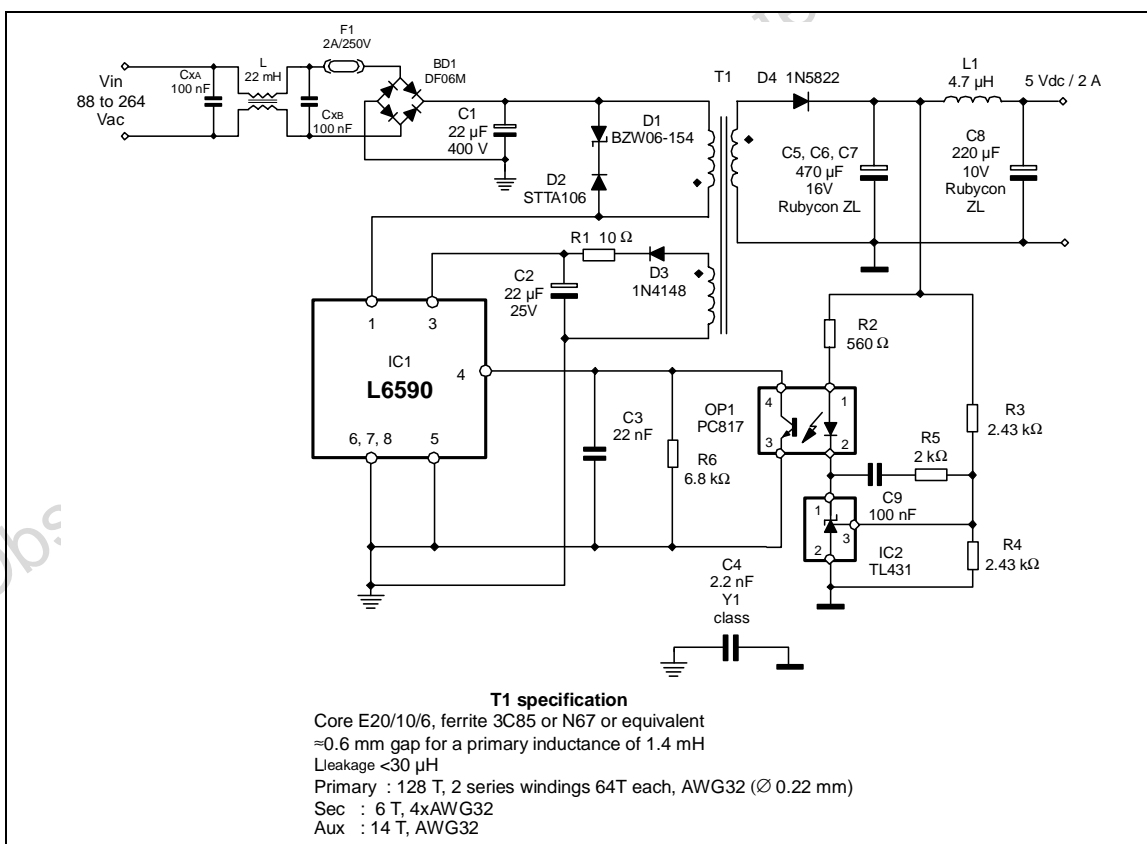 F1
2A/250V
L
22 mH
CXA
100 nF
Vin
88 to 264
Vac
CXB
100 nF
BD1
DF06M
C1
22 µF
400 V
D1
BZW06-154
D2
STTA106
T1
D4 1N5822
L1
4.7 µH
5 Vdc / 2 A
C5, C6, C7
470 µF
16V
Rubycon ZL
C8
220 µF
10V
Rubycon
ZL
R1 10 Ω
D3
1N4148
C2
22 µF
25V
1
3
IC1
L6590
4
6, 7, 8
5
C3
22 nF
R6
6.8 kΩ
OP1
PC817
4
3
1
2
R2
560 Ω
R3
2.43 kΩ
R5
2 kΩ
C9
100 nF
1
2
3
IC2
TL431
R4
2.43 kΩ
C4
2.2 nF
Y1
class
T1 specification
Core E20/10/6, ferrite 3C85 or N67 or equivalent
≈0.6 mm gap for a primary inductance of 1.4 mH
Lleakage <30 µH
Primary : 128 T, 2 series windings 64T each, AWG32 (∅ 0.22 mm)
Sec : 6 T, 4xAWG32
Aux : 14 T, AWG32